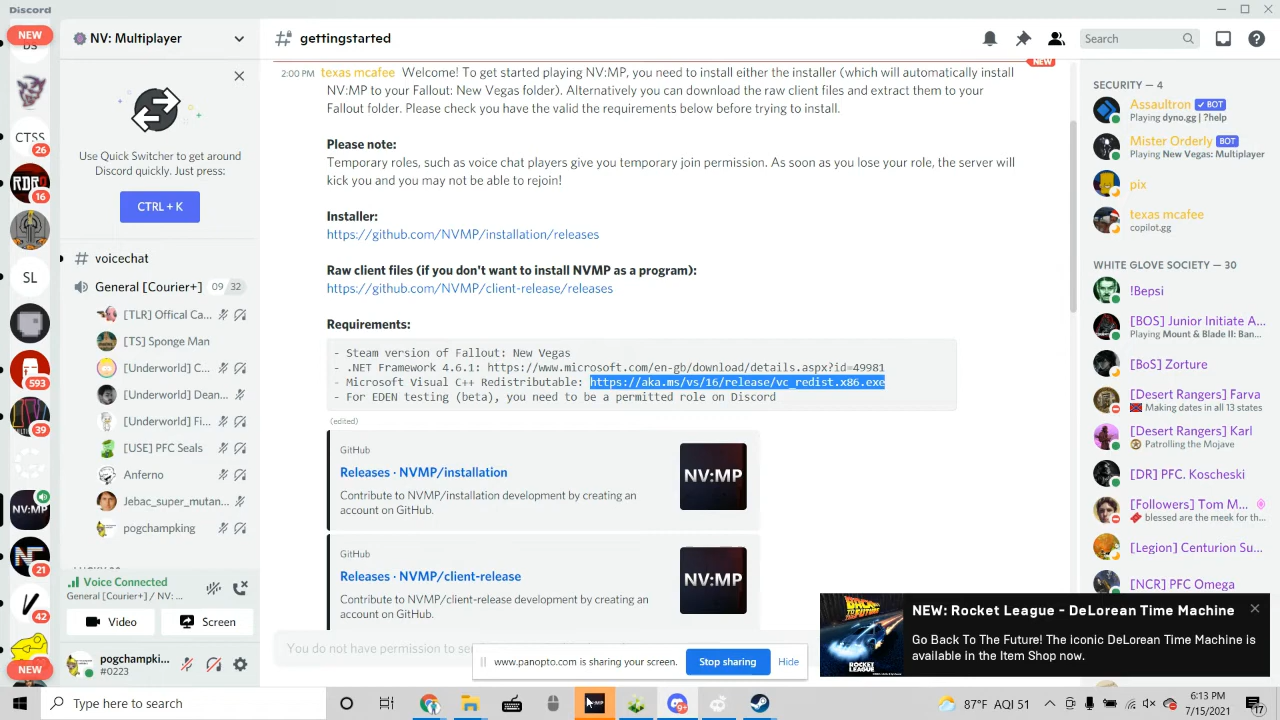 Discord
NEW
DS
CTSS
26
RDRO
16
SL
593
39
NV:MP
21
42
NEW
NV: Multiplayer
Use Quick Switcher to get around
Discord quickly. Just press:
CTRL + K
voicechat
General [Courier+] 09 32
[TLR] Offical Ca...
[TS] Sponge Man
[Underworld] C...
[Underworld] Dean...
[Underworld] Fi...
[USE] PFC Seals
Anferno
Jebac_super_mutan...
pogchampking
Voice Connected
General [Courier+] / NV: ...
Video
Screen
pogchampki...
#0223
gettingstarted
Search
NEW
2:00 PM texas mcafee Welcome! To get started playing NV:MP, you need to install either the installer (which will automatically install
NV:MP to your Fallout: New Vegas folder). Alternatively you can download the raw client files and extract them to your
Fallout folder. Please check you have the valid the requirements below before trying to install.
Please note:
Temporary roles, such as voice chat players give you temporary join permission. As soon as you lose your role, the server will
kick you and you may not be able to rejoin!
Installer:
https://github.com/NVMP/installation/releases
Raw client files (if you don't want to install NVMP as a program):
https://github.com/NVMP/client-release/releases
Requirements:
- Steam version of Fallout: New Vegas
- .NET Framework 4.6.1: https://www.microsoft.com/en-gb/download/details.aspx?id=49981
- Microsoft Visual C++ Redistributable: https://aka.ms/vs/16/release/vc_redist.x86.exe
- For EDEN testing (beta), you need to be a permitted role on Discord
(edited)
GitHub
Releases · NVMP/installation
Contribute to NVMP/installation development by creating an
account on GitHub.
NV:MP
GitHub
Releases · NVMP/client-release
Contribute to NVMP/client-release development by creating an
account on GitHub.
NV:MP
You do not have permission to se
www.panopto.com is sharing your screen.
Stop sharing
Hide
SECURITY — 4
Assaultron ✓ BOT
Playing dyno.gg | ?help
Mister Orderly BOT
Playing New Vegas: Multiplayer
pix
texas mcafee
copilot.gg
WHITE GLOVE SOCIETY — 30
!Bepsi
[BOS] Junior Initiate A...
Playing Mount & Blade II: Ban...
[BoS] Zorture
[Desert Rangers] Farva
Making dates in all 13 states
[Desert Rangers] Karl
Patrolling the Mojave
[DR] PFC. Koscheski
[Followers] Tom M...
blessed are the meek for th...
[Legion] Centurion Su...
[NCR] PFC Omega
BACK TO THE FUTURE
ROCKET LEAGUE
NEW: Rocket League - DeLorean Time Machine
Go Back To The Future! The iconic DeLorean Time Machine is
available in the Item Shop now.
Type here to search
87°F AQI 51
6:13 PM
7/15/2021
17